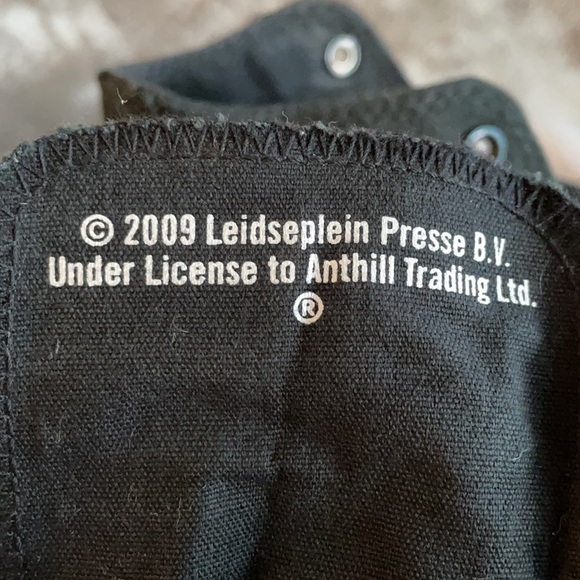 © 2009 Leidseplein Presse B.V.
Under License to Anthill Trading Ltd.
®